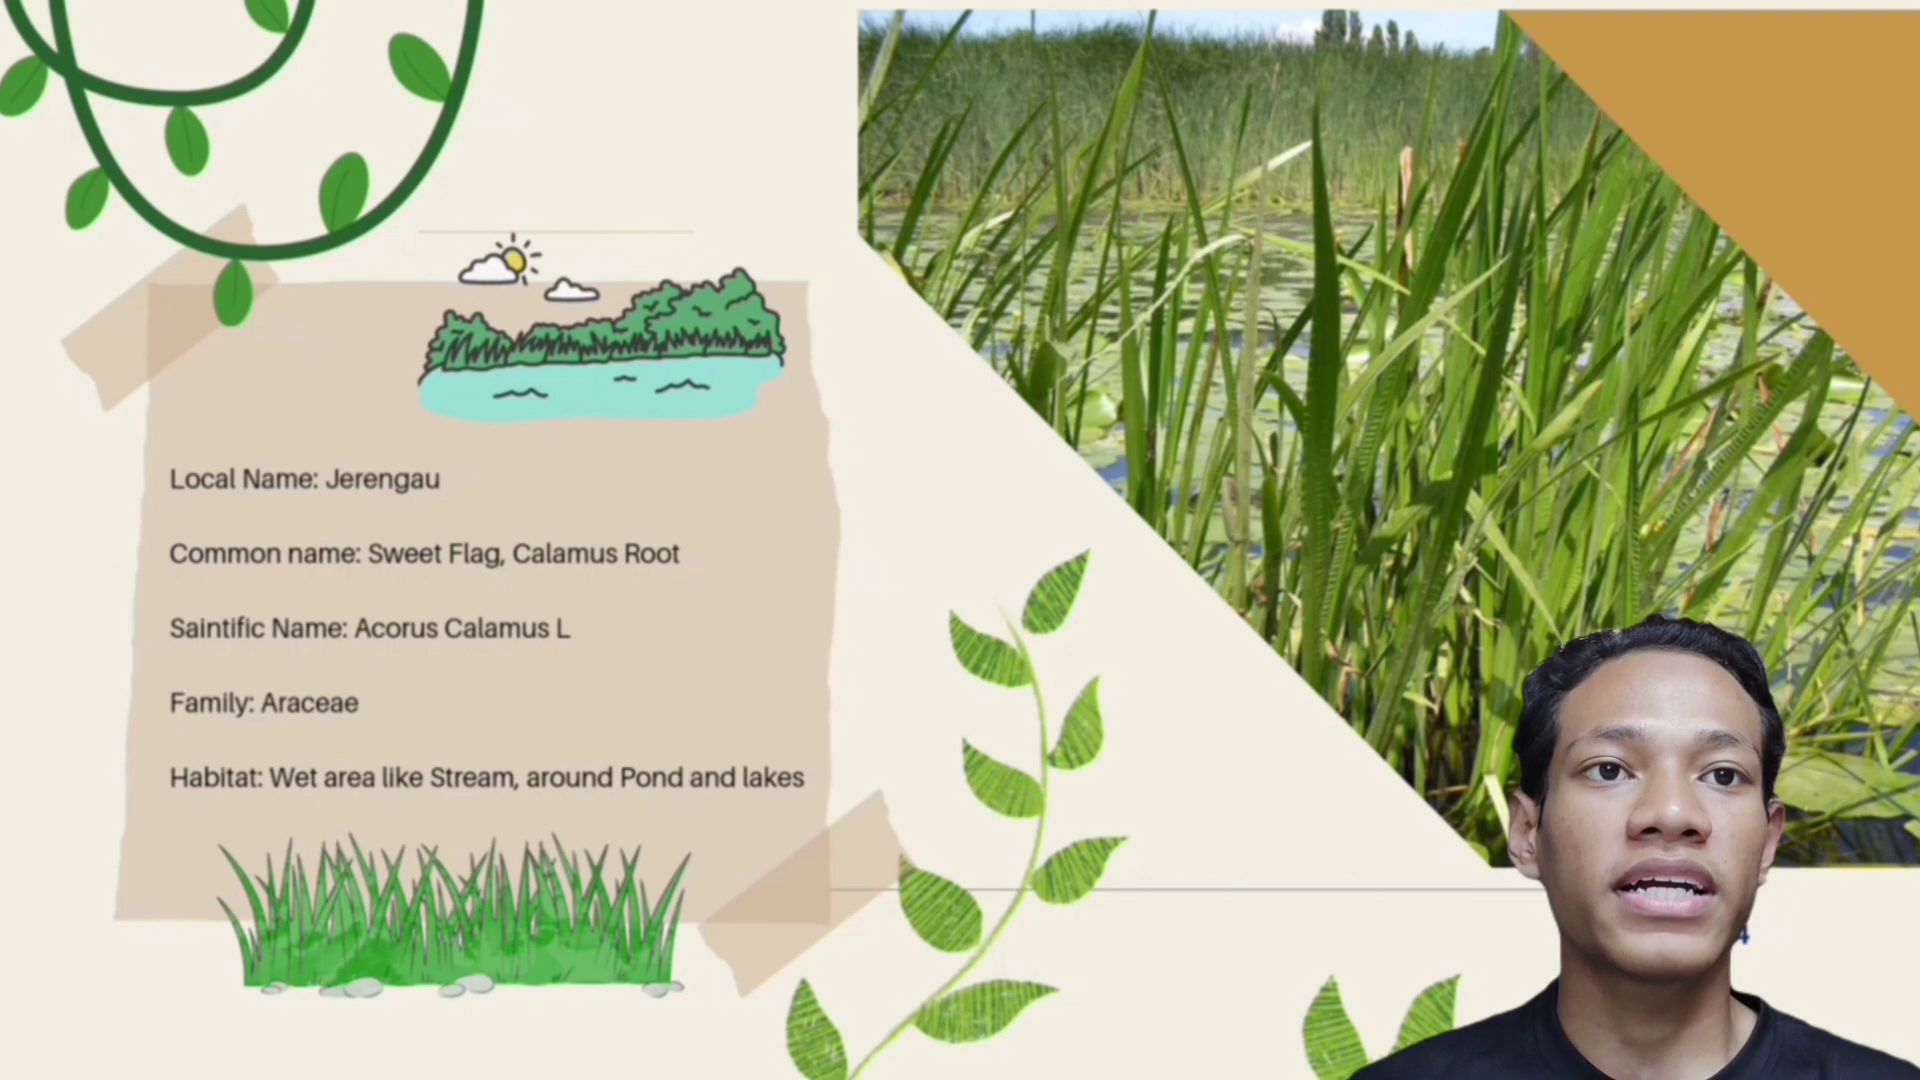 Local Name: Jerengau
Common name: Sweet Flag, Calamus Root
Saintific Name: Acorus Calamus L
Family: Araceae
Habitat: Wet area like Stream, around Pond and lakes